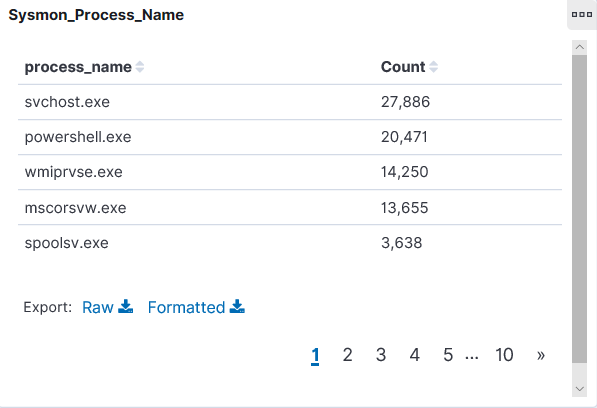 Sysmon_Process_Name
process_name Count
svchost.exe 27,886
powershell.exe 20,471
wmiprvse.exe 14,250
mscorsvw.exe 13,655
spoolsv.exe 3,638
Export: Raw Formatted
1 2 3 4 5 ... 10 »